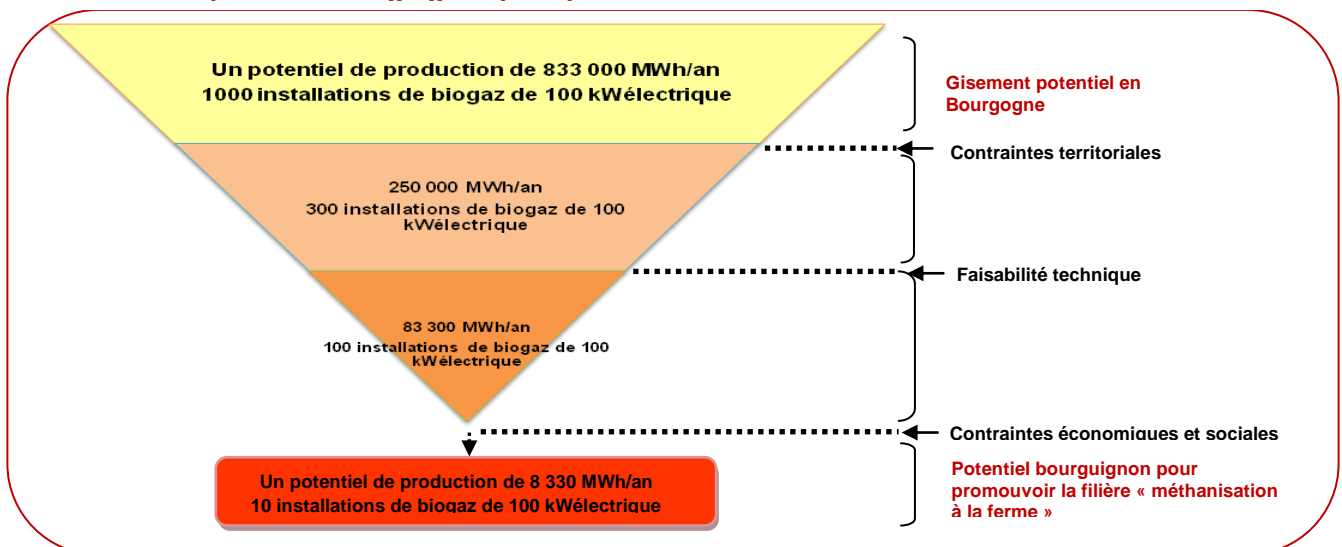 Un potentiel de production de 833 000 MWh/an
1000 installations de biogaz de 100 kWélectrique
Gisement potentiel en
Bourgogne
Contraintes territoriales
250 000 MWh/an
300 installations de biogaz de 100
kWélectrique
Faisabilité technique
83 300 MWh/an
100 installations de biogaz de 100
kWélectrique
Contraintes économiques et sociales
Un potentiel de production de 8 330 MWh/an
10 installations de biogaz de 100 kWélectrique
Potentiel bourguignon pour
promouvoir la filière « méthanisation
à la ferme »